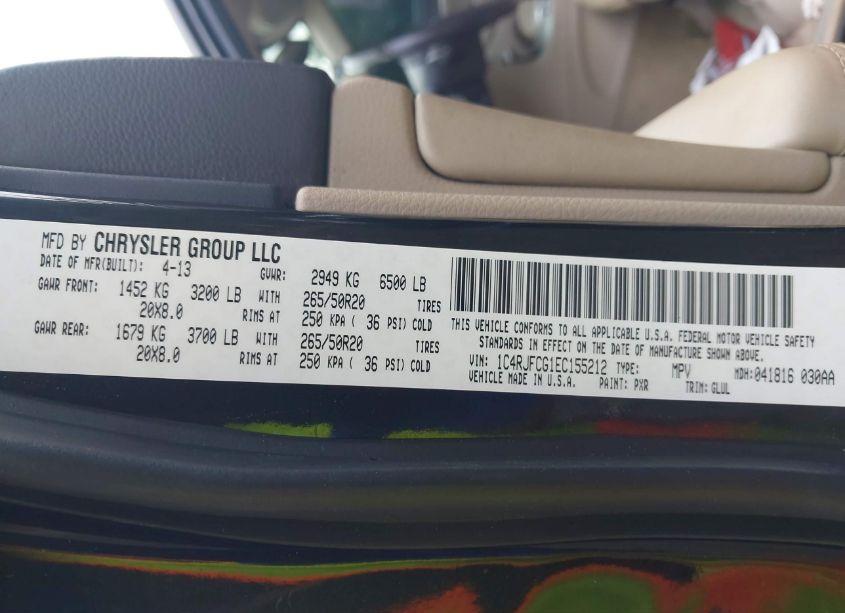 MFD BY CHRYSLER GROUP LLC
DATE OF MFR(BUILT): 4-13 GVWR: 2949 KG 6500 LB
GAWR FRONT: 1452 KG 3200 LB WITH 265/50R20 TIRES
20X8.0 RIMS AT 250 KPA ( 36 PSI) COLD
GAWR REAR: 1679 KG 3700 LB WITH 265/50R20 TIRES
20X8.0 RIMS AT 250 KPA ( 36 PSI) COLD
THIS VEHICLE CONFORMS TO ALL APPLICABLE U.S.A. FEDERAL MOTOR VEHICLE SAFETY
STANDARDS IN EFFECT ON THE DATE OF MANUFACTURE SHOWN ABOVE.
VIN: 1C4RJFCG1EC155212 TYPE: MPV MDH:041816 030AA
VEHICLE MADE IN U.S.A. PAINT: PXR TRIM: GLUL